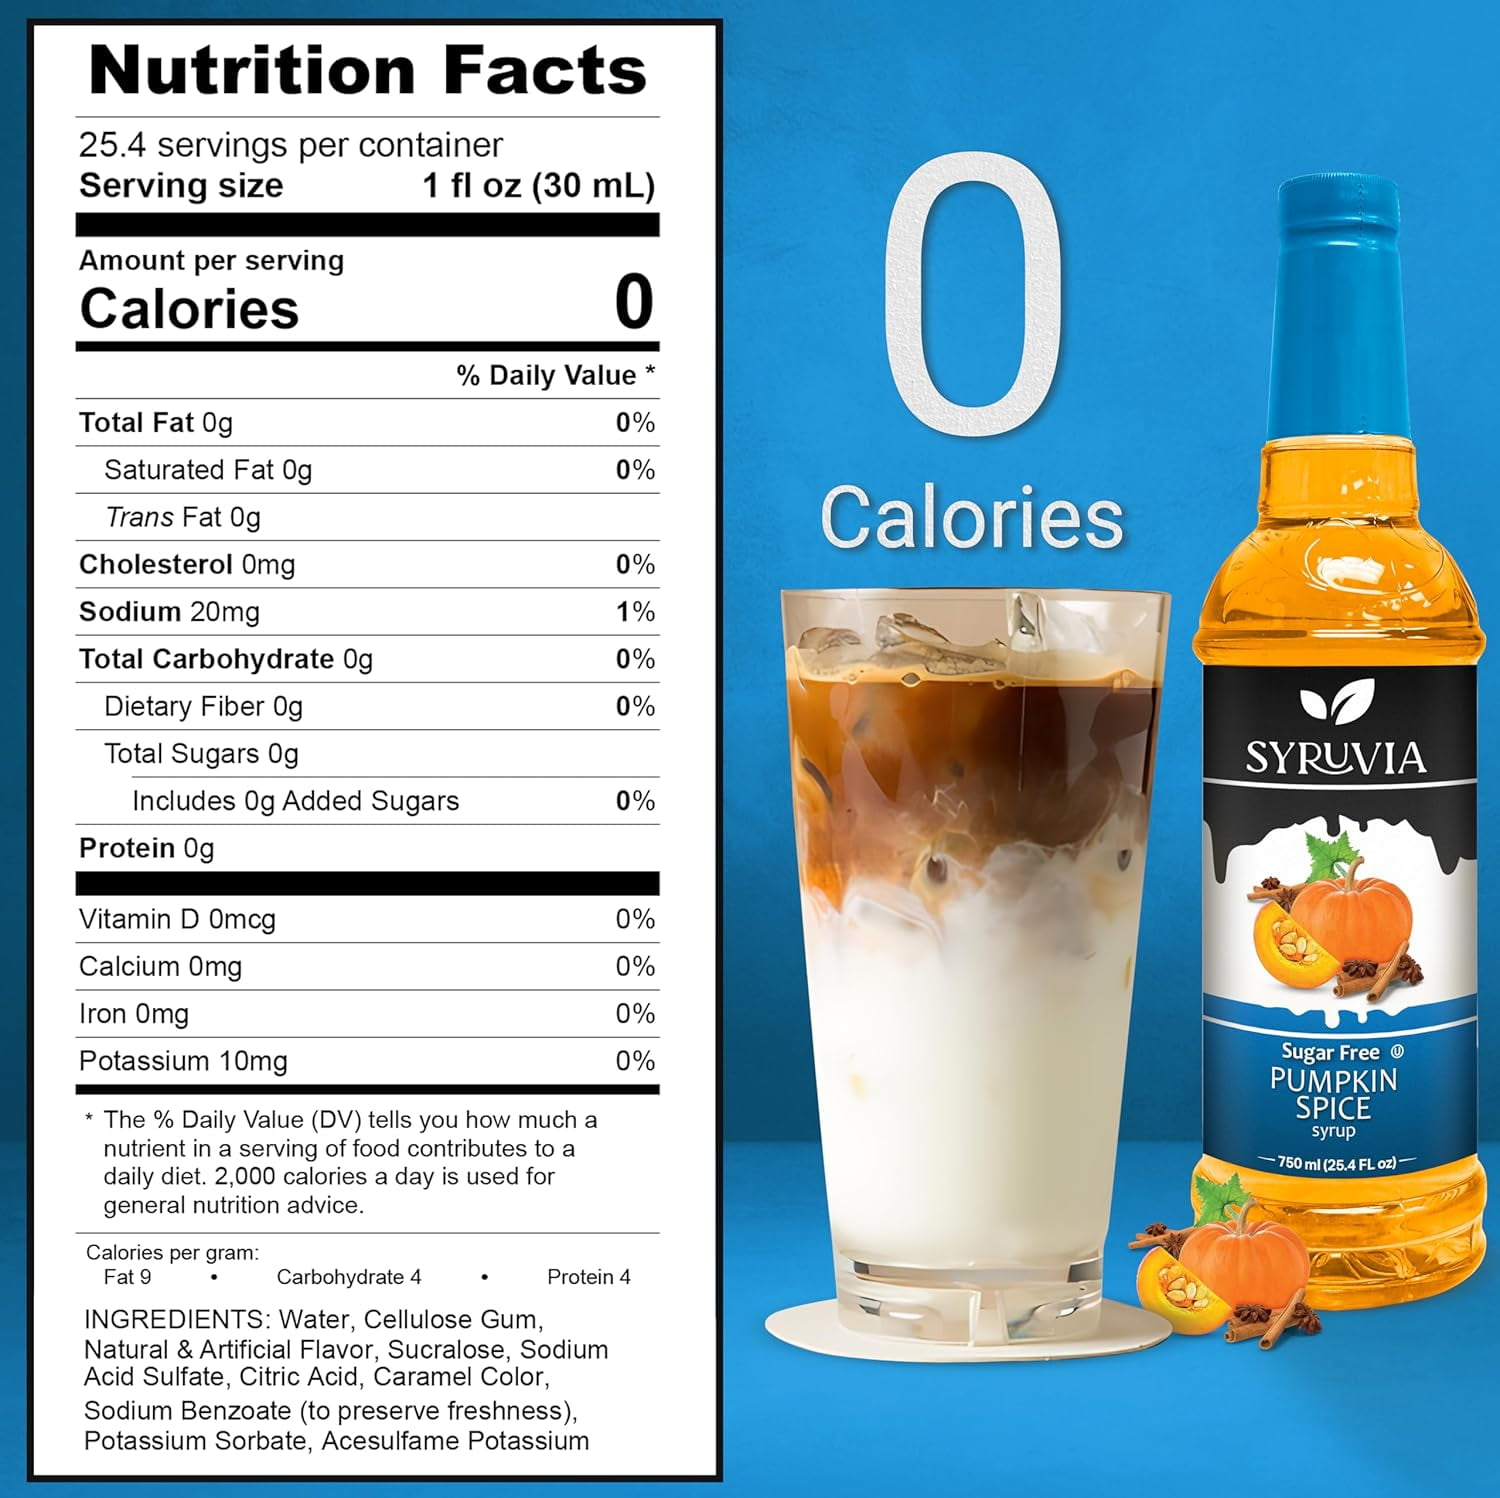 Nutrition Facts
25.4 servings per container
Serving size 1 fl oz (30 mL)
Amount per serving
Calories 0
% Daily Value *
Total Fat 0g 0%
Saturated Fat 0g 0%
Trans Fat 0g
Cholesterol 0mg 0%
Sodium 20mg 1%
Total Carbohydrate 0g 0%
Dietary Fiber 0g 0%
Total Sugars 0g
Includes 0g Added Sugars 0%
Protein 0g
Vitamin D 0mcg 0%
Calcium 0mg 0%
Iron 0mg 0%
Potassium 10mg 0%
* The % Daily Value (DV) tells you how much a
nutrient in a serving of food contributes to a
daily diet. 2,000 calories a day is used for
general nutrition advice.
Calories per gram:
Fat 9 • Carbohydrate 4 • Protein 4
INGREDIENTS: Water, Cellulose Gum,
Natural & Artificial Flavor, Sucralose, Sodium
Acid Sulfate, Citric Acid, Caramel Color,
Sodium Benzoate (to preserve freshness),
Potassium Sorbate, Acesulfame Potassium
0
Calories
SYRUVIA
Sugar Free U
PUMPKIN
SPICE
syrup
750 ml (25.4 FL oz)